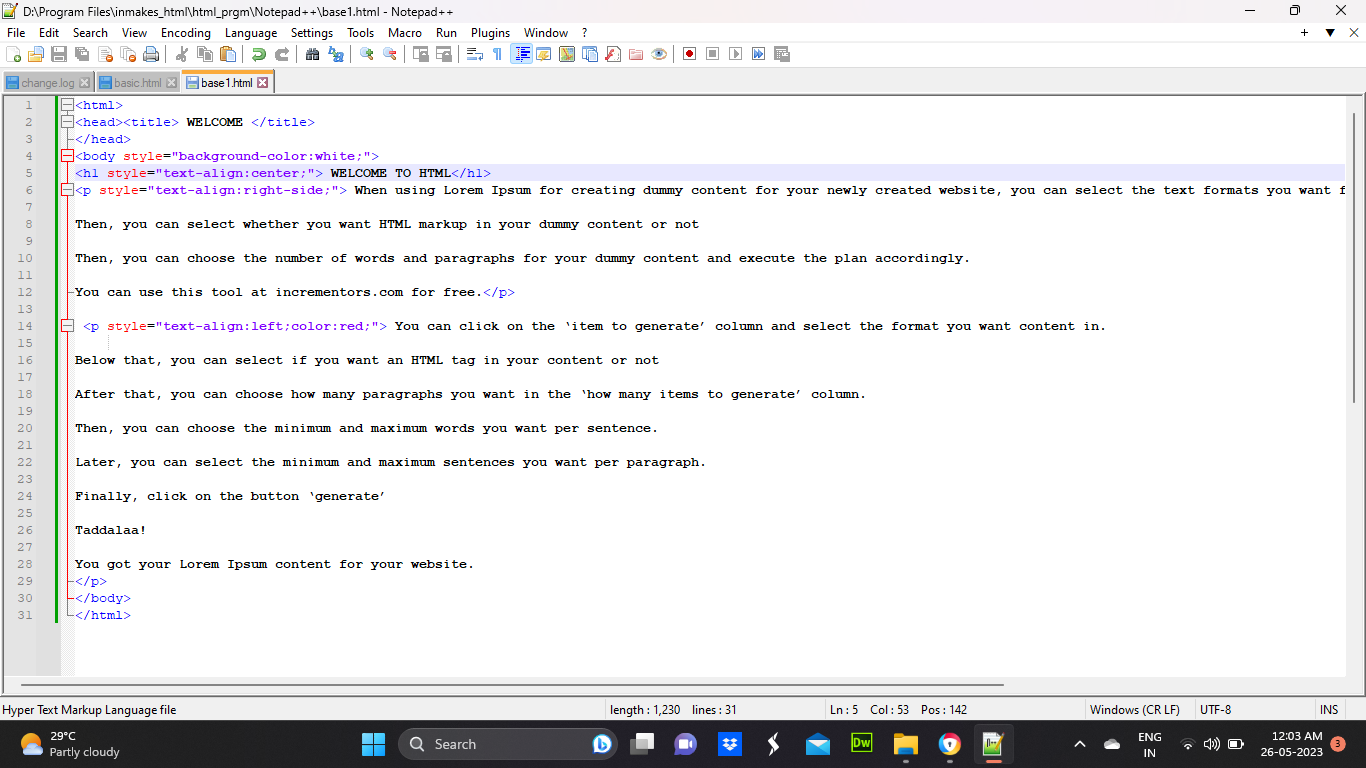 D:\Program Files\inmakes_html\html_prgm\Notepad++\base1.html - Notepad++
File Edit Search View Encoding Language Settings Tools Macro Run Plugins Window ?
change.log basic.html base1.html
1 <html>
2 <head><title> WELCOME </title>
3 </head>
4 <body style="background-color:white;">
5 <h1 style="text-align:center;"> WELCOME TO HTML</h1>
6 <p style="text-align:right-side;"> When using Lorem Ipsum for creating dummy content for your newly created website, you can select the text formats you want f
7
8 Then, you can select whether you want HTML markup in your dummy content or not
9
10 Then, you can choose the number of words and paragraphs for your dummy content and execute the plan accordingly.
11
12 You can use this tool at incrementors.com for free.</p>
13
14 <p style="text-align:left;color:red;"> You can click on the ‘item to generate’ column and select the format you want content in.
15
16 Below that, you can select if you want an HTML tag in your content or not
17
18 After that, you can choose how many paragraphs you want in the ‘how many items to generate’ column.
19
20 Then, you can choose the minimum and maximum words you want per sentence.
21
22 Later, you can select the minimum and maximum sentences you want per paragraph.
23
24 Finally, click on the button ‘generate’
25
26 Taddalaa!
27
28 You got your Lorem Ipsum content for your website.
29 </p>
30 </body>
31 </html>
Hyper Text Markup Language file length : 1,230 lines : 31 Ln : 5 Col : 53 Pos : 142 Windows (CR LF) UTF-8 INS
29°C
Partly cloudy
Search
Dw
ENG
IN
12:03 AM
26-05-2023
3